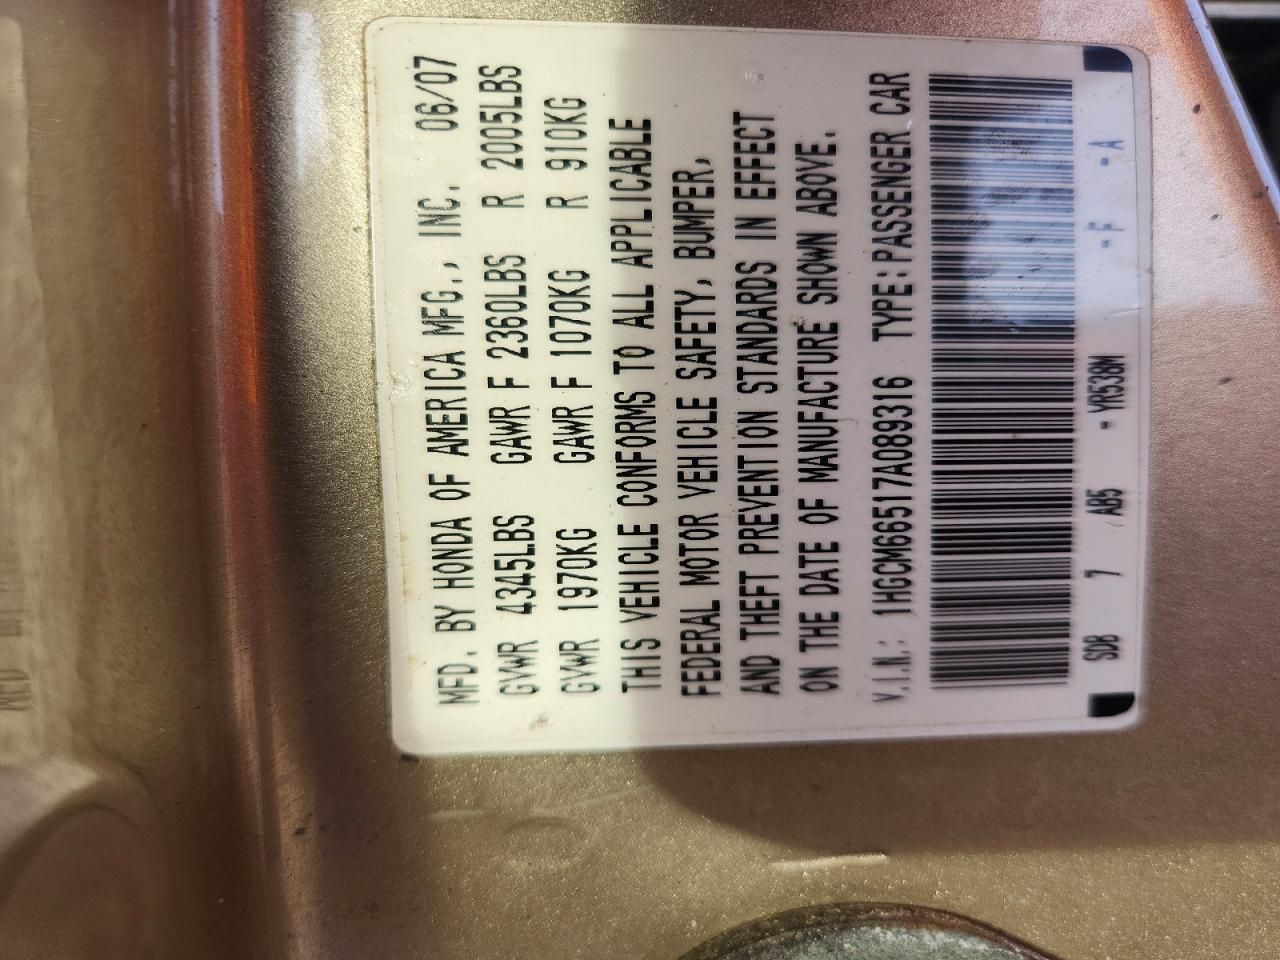 MFD. BY HONDA OF AMERICA MFG., INC. 06/07
GVWR 4345LBS GAWR F 2360LBS R 2005LBS
GVWR 1970KG GAWR F 1070KG R 910KG
THIS VEHICLE CONFORMS TO ALL APPLICABLE
FEDERAL MOTOR VEHICLE SAFETY, BUMPER,
AND THEFT PREVENTION STANDARDS IN EFFECT
ON THE DATE OF MANUFACTURE SHOWN ABOVE.
V.I.N.: 1HGCM66517A089316 TYPE:PASSENGER CAR
SDB 7 AB5 - YR538M -F -A